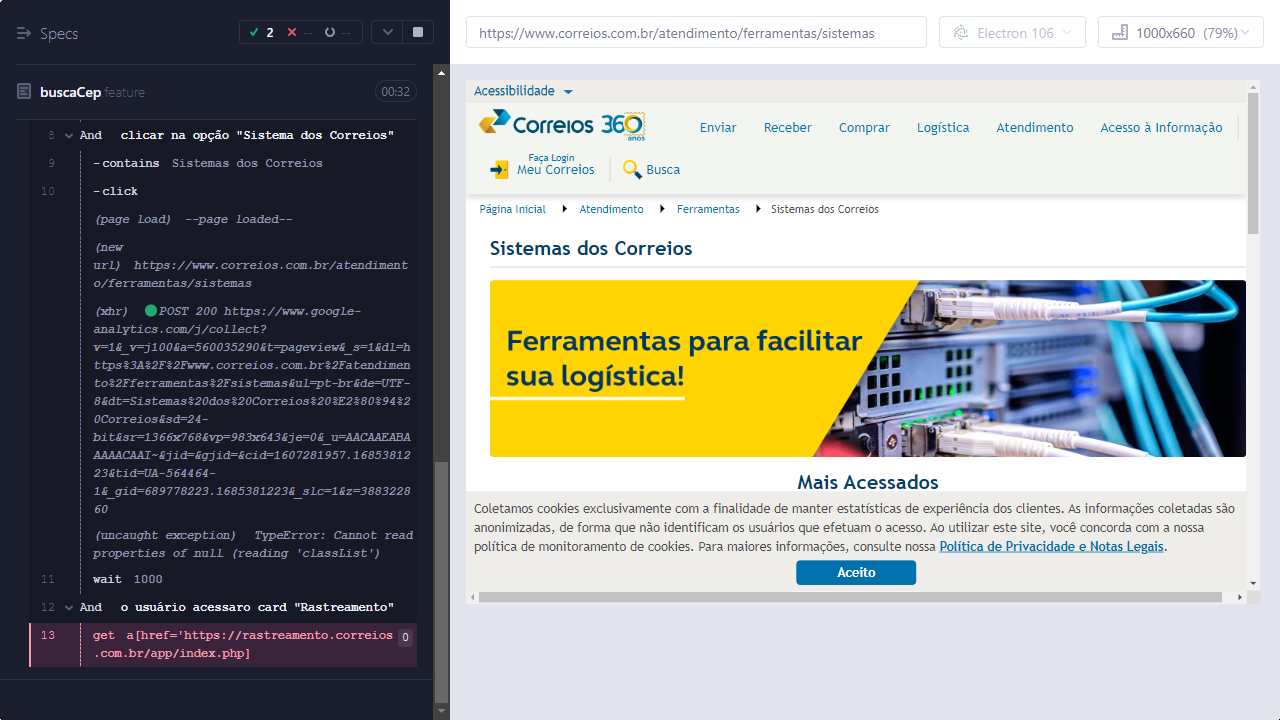 Specs
2
--
--
buscaCep.feature
00:32
8 And clicar na opção "Sistema dos Correios"
9 -contains Sistemas dos Correios
10 -click
(page load) --page loaded--
(new
url) https://www.correios.com.br/atendiment
o/ferramentas/sistemas
(xhr) POST 200 https://www.google-
analytics.com/j/collect?
v=1&_v=j100&a=560035290&t=pageview&_s=1&dl=h
ttps%3A%2F%2Fwww.correios.com.br%2Fatendimen
to%2Fferramentas%2Fsistemas&ul=pt-br&de=UTF-
8&dt=Sistemas%20dos%20Correios%20%E2%80%94%2
0Correios&sd=24-
bit&sr=1366x768&vp=983x643&je=0&_u=AACAAEABA
AAAACAAI~&jid=&gjid=&cid=1607281957.16853812
23&tid=UA-564464-
1&_gid=689778223.1685381223&_slc=1&z=3883228
60
(uncaught exception) TypeError: Cannot read
properties of null (reading 'classList')
11 wait 1000
12 And o usuário acessaro card "Rastreamento"
13 get a[href='https://rastreamento.correios 0
.com.br/app/index.php]
https://www.correios.com.br/atendimento/ferramentas/sistemas
Electron 106
1000x660 (79%)
Acessibilidade
Correios 360
anos
Enviar
Receber
Comprar
Logística
Atendimento
Acesso à Informação
Faça Login
Meu Correios
Busca
Página Inicial
Atendimento
Ferramentas
Sistemas dos Correios
Sistemas dos Correios
Ferramentas para facilitar
sua logística!
Mais Acessados
Coletamos cookies exclusivamente com a finalidade de manter estatísticas de experiência dos clientes. As informações coletadas são
anonimizadas, de forma que não identificam os usuários que efetuam o acesso. Ao utilizar este site, você concorda com a nossa
política de monitoramento de cookies. Para maiores informações, consulte nossa Política de Privacidade e Notas Legais.
Aceito